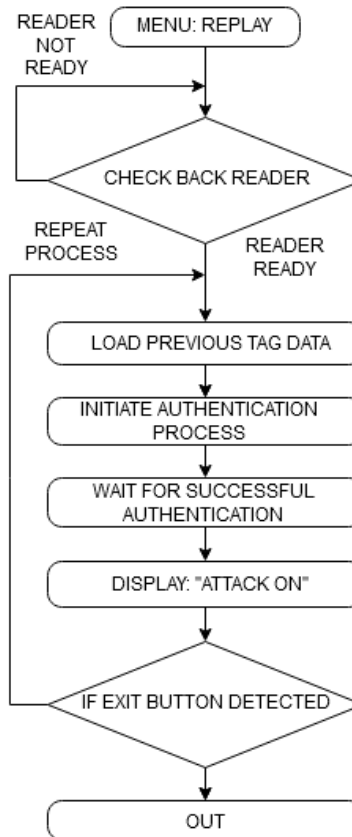 READER
NOT
READY
MENU: REPLAY
CHECK BACK READER
REPEAT
PROCESS
READER
READY
LOAD PREVIOUS TAG DATA
INITIATE AUTHENTICATION
PROCESS
WAIT FOR SUCCESSFUL
AUTHENTICATION
DISPLAY: "ATTACK ON"
IF EXIT BUTTON DETECTED
OUT